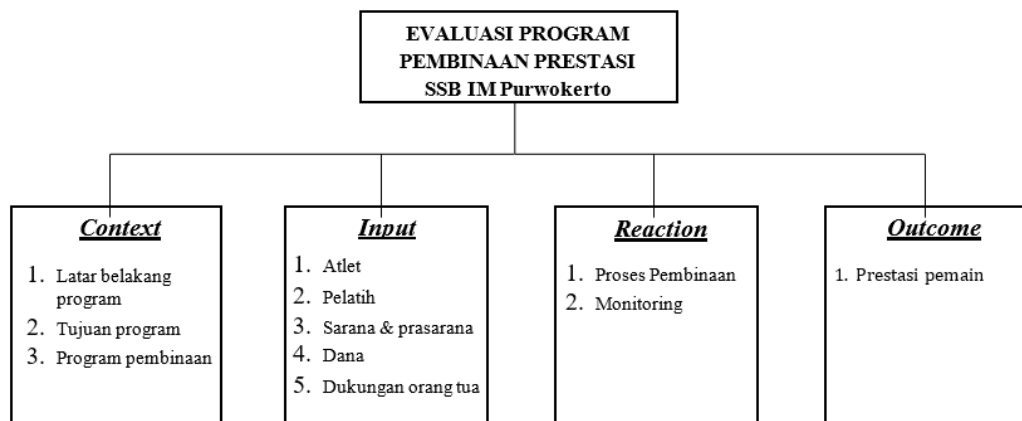 EVALUASI PROGRAM
PEMBINAAN PRESTASI
SSB IM Purwokerto
Context
1. Latar belakang
program
2. Tujuan program
3. Program pembinaan
Input
1. Atlet
2. Pelatih
3. Sarana & prasarana
4. Dana
5. Dukungan orang tua
Reaction
1. Proses Pembinaan
2. Monitoring
Outcome
1. Prestasi pemain